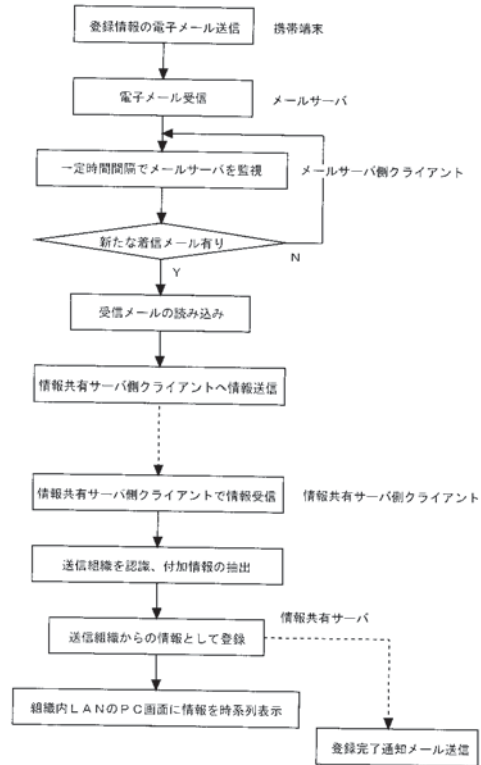 登録情報の電子メール送信
携帯端末
電子メール受信
メールサーバ
一定時間間隔でメールサーバを監視
メールサーバ側クライアント
新たな着信メール有り
N
Y
受信メールの読み込み
情報共有サーバ側クライアントへ情報送信
情報共有サーバ側クライアントで情報受信
情報共有サーバ側クライアント
送信組織を認識、付加情報の抽出
情報共有サーバ
送信組織からの情報として登録
組織内LANのPC画面に情報を時系列表示
登録完了通知メール送信